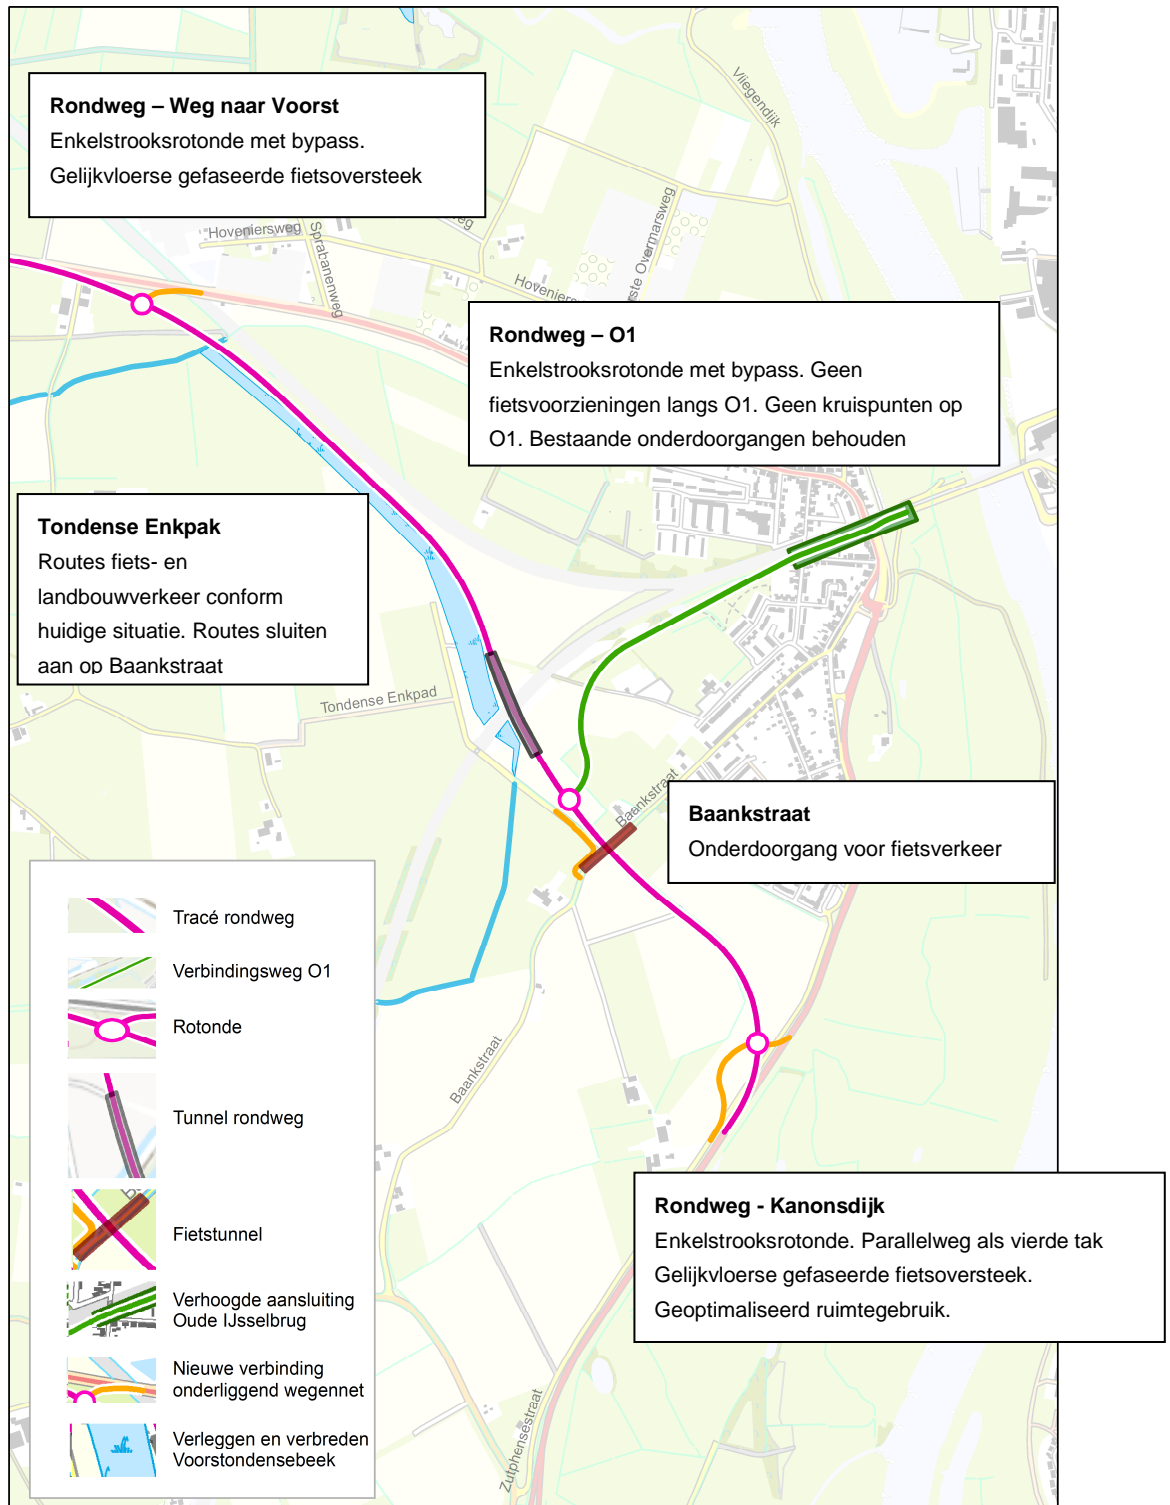 Vliegendijk
Rondweg – Weg naar Voorst
Enkelstrooksrotonde met bypass.
Gelijkvloerse gefaseerde fietsoversteek
Hoveniersweg
Sprabanenweg
eg
Hoveniers
rste Overmarsweg
Rondweg – O1
Enkelstrooksrotonde met bypass. Geen
fietsvoorzieningen langs O1. Geen kruispunten op
O1. Bestaande onderdoorgangen behouden
Tondense Enkpak
Routes fiets- en
landbouwverkeer conform
huidige situatie. Routes sluiten
aan op Baankstraat
Tondense Enkpad
Baankstraat
Baankstraat
Onderdoorgang voor fietsverkeer
Baankstraat
Tracé rondweg
Verbindingsweg O1
Rotonde
Tunnel rondweg
Fietstunnel
Verhoogde aansluiting
Oude IJsselbrug
Nieuwe verbinding
onderliggend wegennet
Verleggen en verbreden
Voorstondensebeek
Rondweg - Kanonsdijk
Enkelstrooksrotonde. Parallelweg als vierde tak
Gelijkvloerse gefaseerde fietsoversteek.
Geoptimaliseerd ruimtegebruik.
Zutphensestraat